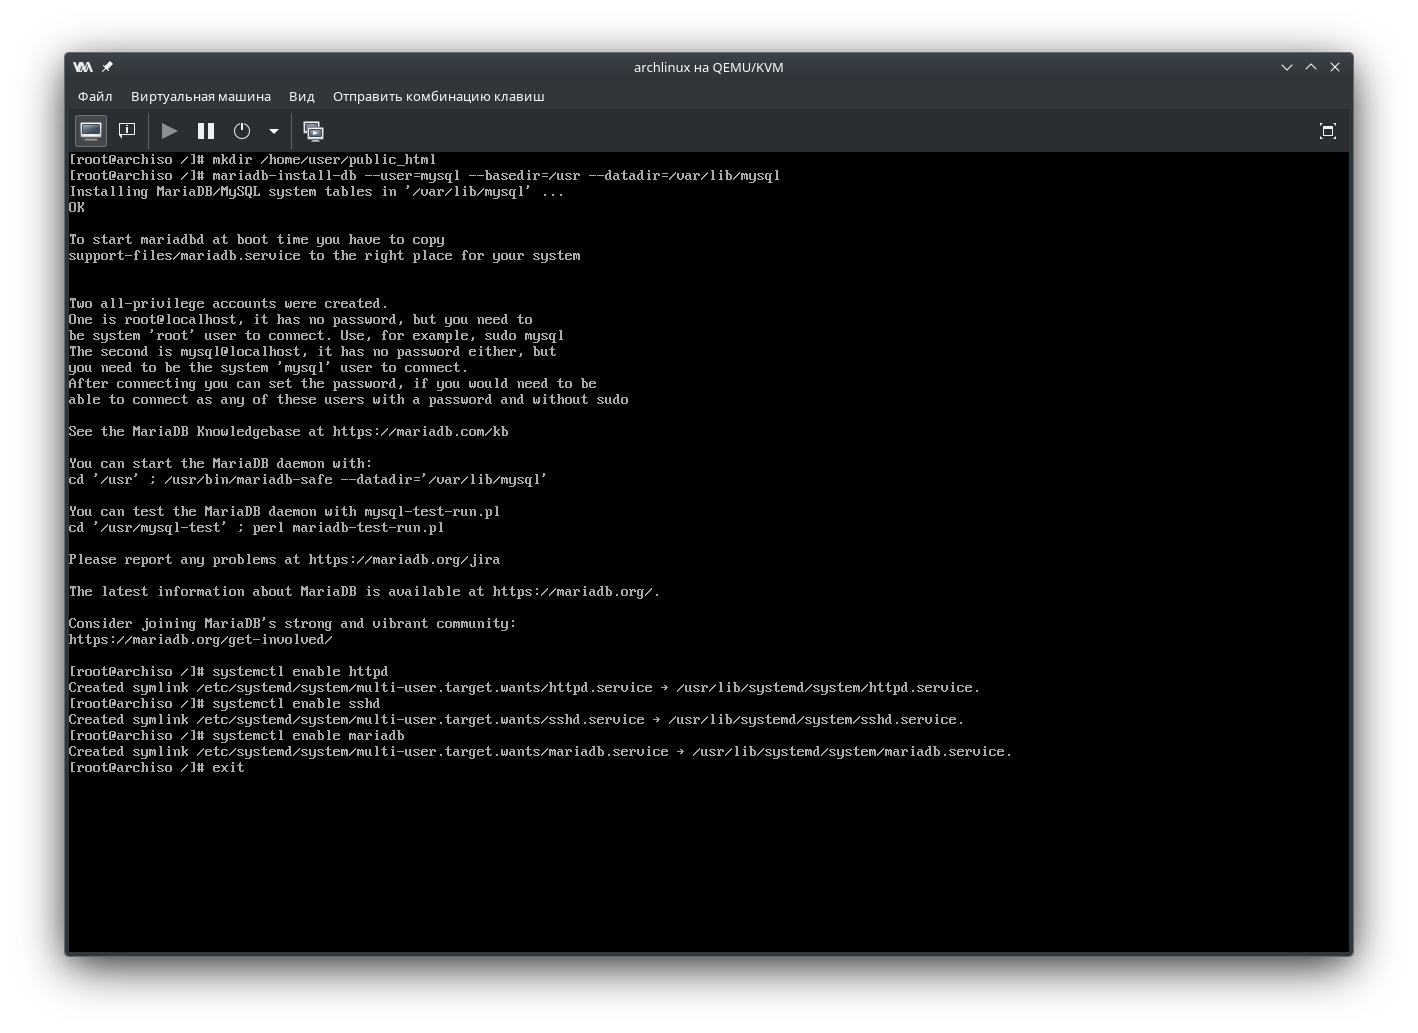 archlinux на QEMU/KVM
Файл Виртуальная машина Вид Отправить комбинацию клавиш
[root@archiso /]# mkdir /home/user/public_html
[root@archiso /]# mariadb-install-db --user=mysql --basedir=/usr --datadir=/var/lib/mysql
Installing MariaDB/MySQL system tables in '/var/lib/mysql' ...
OK
To start mariadbd at boot time you have to copy
support-files/mariadb.service to the right place for your system
Two all-privilege accounts were created.
One is root@localhost, it has no password, but you need to
be system 'root' user to connect. Use, for example, sudo mysql
The second is mysql@localhost, it has no password either, but
you need to be the system 'mysql' user to connect.
After connecting you can set the password, if you would need to be
able to connect as any of these users with a password and without sudo
See the MariaDB Knowledgebase at https://mariadb.com/kb
You can start the MariaDB daemon with:
cd '/usr' ; /usr/bin/mariadb-safe --datadir='/var/lib/mysql'
You can test the MariaDB daemon with mysql-test-run.pl
cd '/usr/mysql-test' ; perl mariadb-test-run.pl
Please report any problems at https://mariadb.org/jira
The latest information about MariaDB is available at https://mariadb.org/.
Consider joining MariaDB's strong and vibrant community:
https://mariadb.org/get-involved/
[root@archiso /]# systemctl enable httpd
Created symlink /etc/systemd/system/multi-user.target.wants/httpd.service → /usr/lib/systemd/system/httpd.service.
[root@archiso /]# systemctl enable sshd
Created symlink /etc/systemd/system/multi-user.target.wants/sshd.service → /usr/lib/systemd/system/sshd.service.
[root@archiso /]# systemctl enable mariadb
Created symlink /etc/systemd/system/multi-user.target.wants/mariadb.service → /usr/lib/systemd/system/mariadb.service.
[root@archiso /]# exit